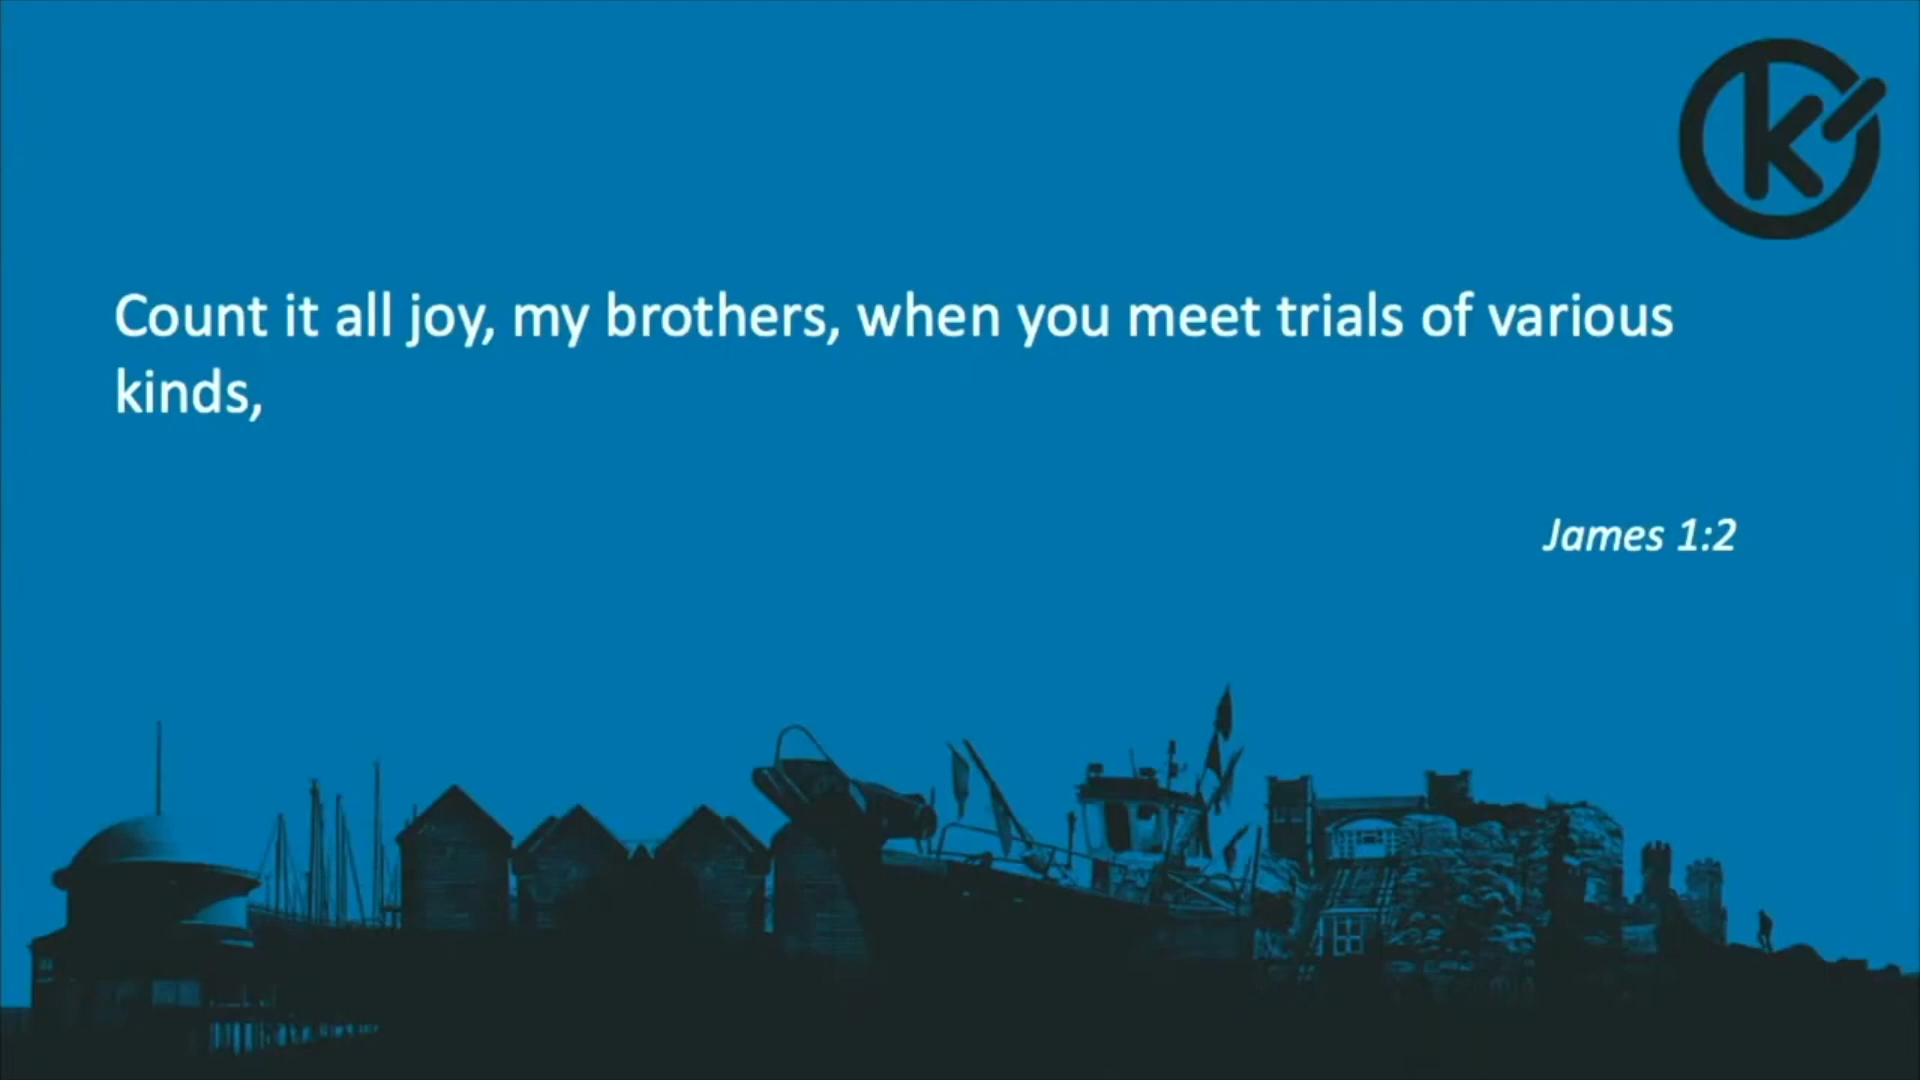 k
Count it all joy, my brothers, when you meet trials of various
kinds,
James 1:2